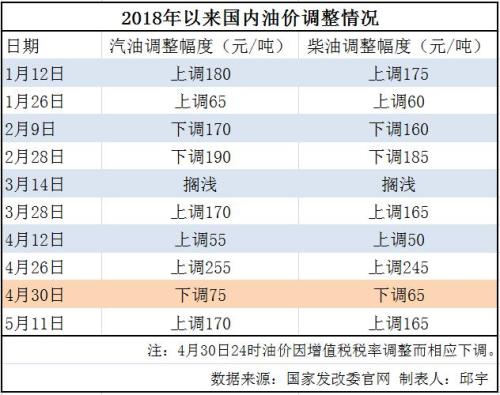 2018年以来国内油价调整情况
日期 汽油调整幅度（元/吨） 柴油调整幅度（元/吨）
1月12日 上调180 上调175
1月26日 上调65 上调60
2月9日 下调170 下调160
2月28日 下调190 下调185
3月14日 搁浅 搁浅
3月28日 上调170 上调165
4月12日 上调55 上调50
4月26日 上调255 上调245
4月30日 下调75 下调65
5月11日 上调170 上调165
注：4月30日24时油价因增值税税率调整而相应下调。
数据来源：国家发改委官网 制表人：邱宇